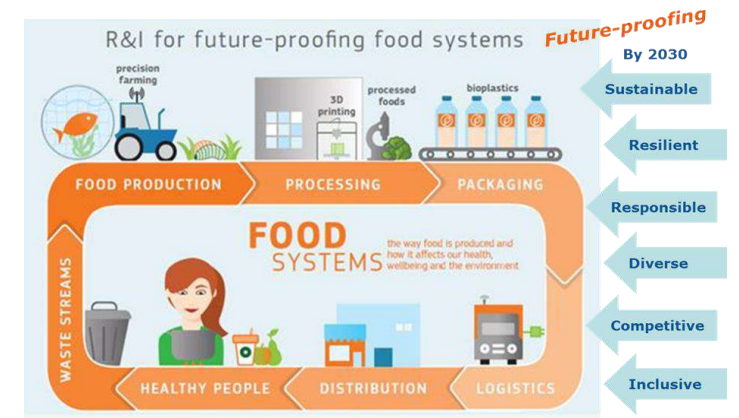 R&I for future-proofing food systems
Future-proofing
By 2030
precision
farming
3D
printing
processed
foods
bioplastics
Sustainable
Resilient
Responsible
Diverse
Competitive
Inclusive
FOOD PRODUCTION
PROCESSING
PACKAGING
FOOD
SYSTEMS
the way food is produced and
how it affects our health,
wellbeing and the environment
LOGISTICS
DISTRIBUTION
HEALTHY PEOPLE
WASTE STREAMS